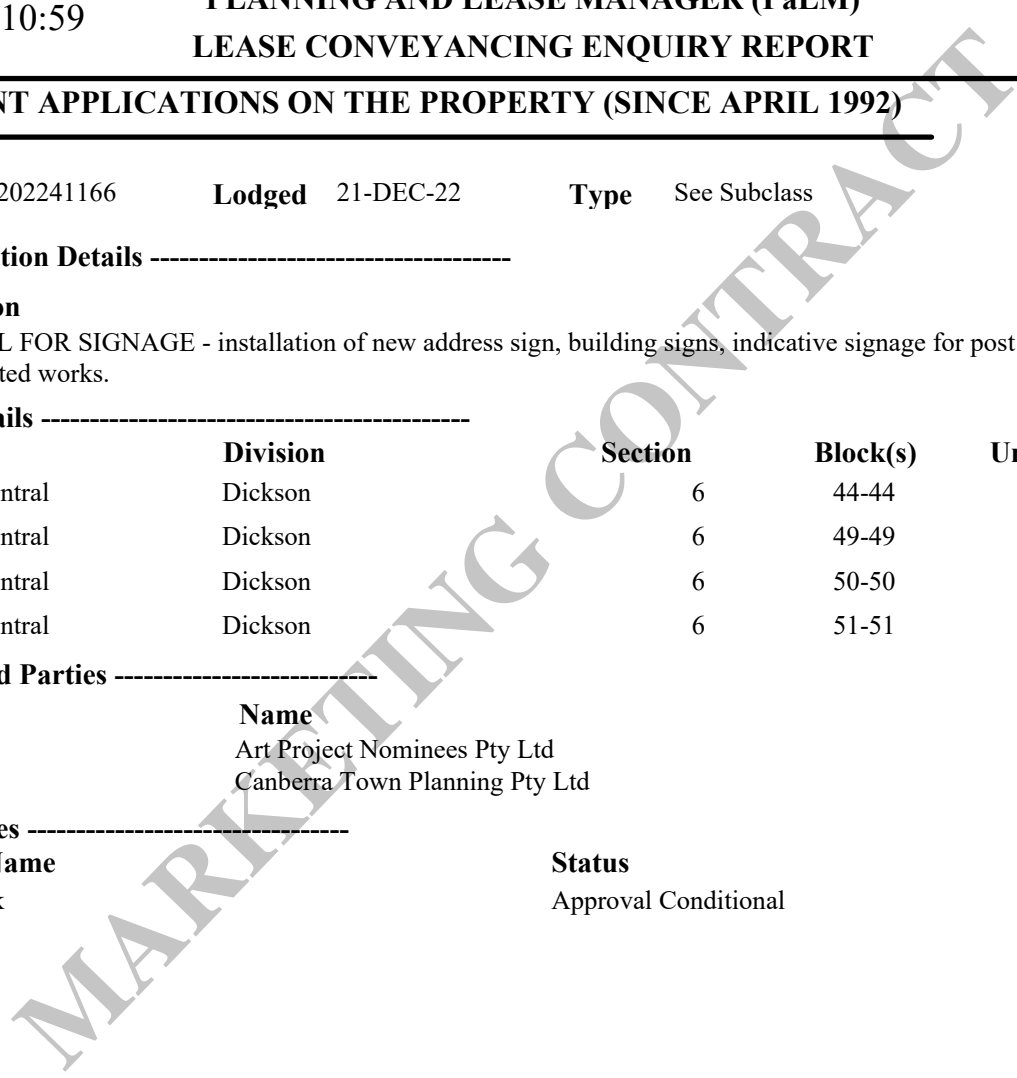 10:59
PLANNING AND LEASE MANAGER (PaLM)
LEASE CONVEYANCING ENQUIRY REPORT
NT APPLICATIONS ON THE PROPERTY (SINCE APRIL 1992)
202241166 Lodged 21-DEC-22 Type See Subclass
tion Details -------------------------------------
on
L FOR SIGNAGE - installation of new address sign, building signs, indicative signage for post
ted works.
ails --------------------------------------------
Division Section Block(s) Un
ntral Dickson 6 44-44
ntral Dickson 6 49-49
ntral Dickson 6 50-50
ntral Dickson 6 51-51
d Parties ---------------------------
Name
Art Project Nominees Pty Ltd
Canberra Town Planning Pty Ltd
es ---------------------------------
Name Status
k Approval Conditional
MARKETING CONTRACT